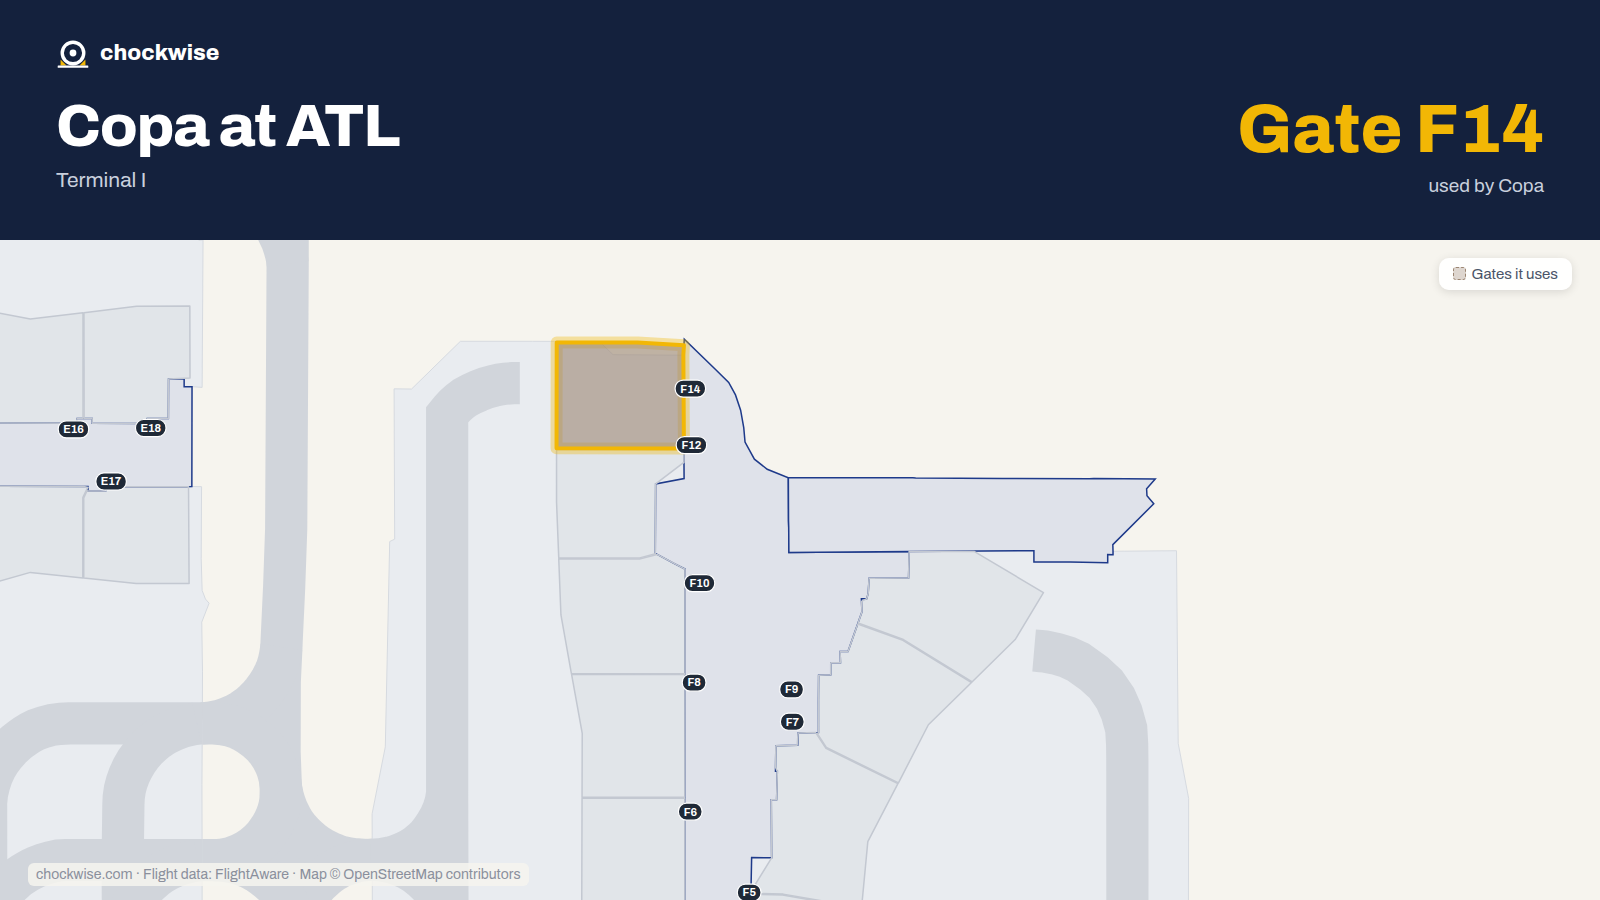 chockwise
Copa at ATL
Terminal I
Gate F14
used by Copa
Gates it uses
F14
E16
E18
F12
E17
F10
F8
F9
F7
F6
F5
chockwise.com · Flight data: FlightAware · Map © OpenStreetMap contributors